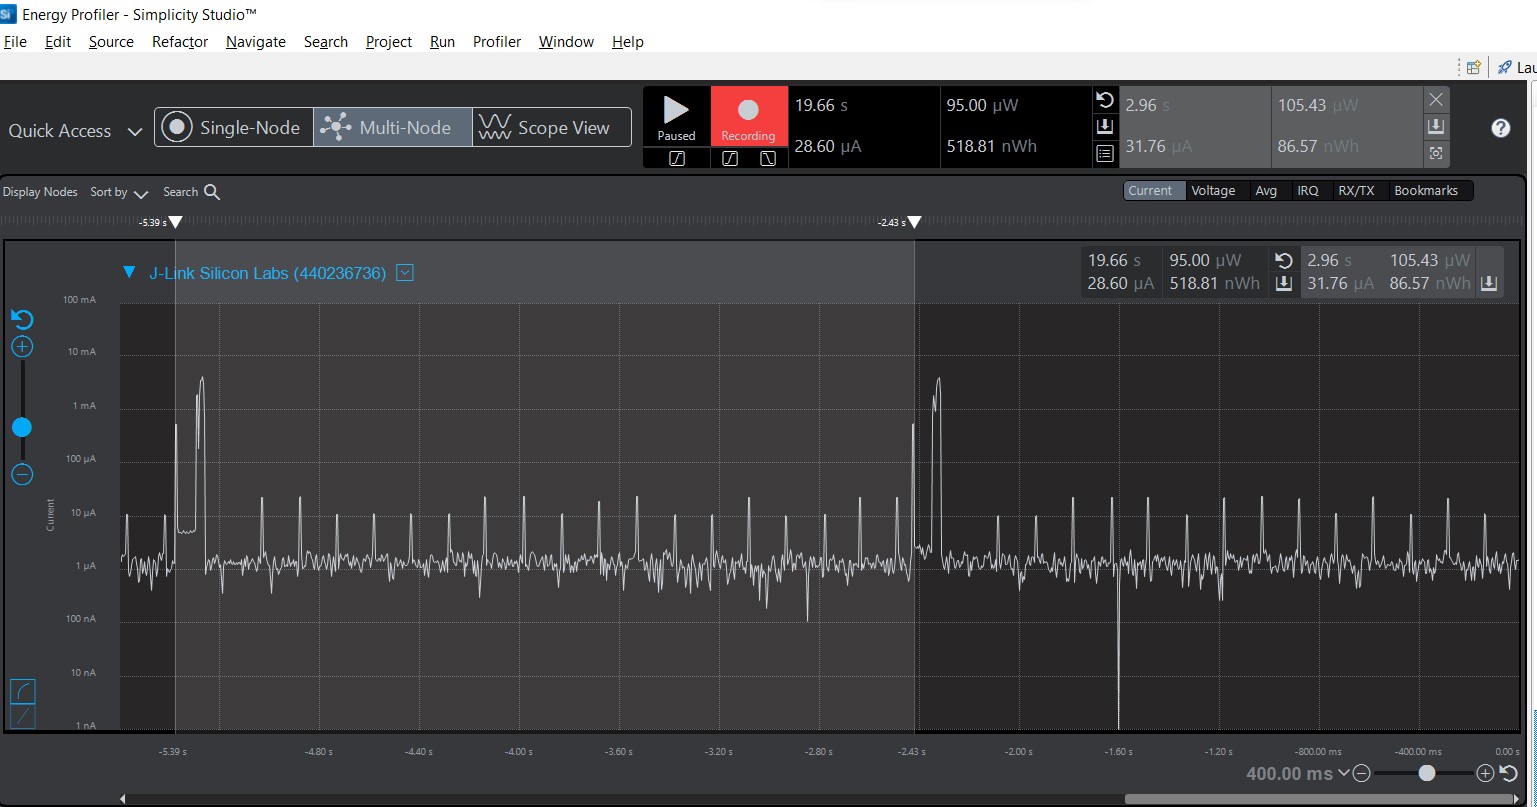 Si Energy Profiler - Simplicity Studio™
File Edit Source Refactor Navigate Search Project Run Profiler Window Help
Lau
Quick Access Single-Node Multi-Node Scope View
Paused Recording
19.66 s 95.00 µW 2.96 s 105.43 µW
28.60 µA 518.81 nWh 31.76 µA 86.57 nWh
?
Display Nodes Sort by Search
Current Voltage Avg IRQ RX/TX Bookmarks
-5.39 s -2.43 s
J-Link Silicon Labs (440236736)
19.66 s 95.00 µW 2.96 s 105.43 µW
28.60 µA 518.81 nWh 31.76 µA 86.57 nWh
100 mA
10 mA
1 mA
100 µA
10 µA
1 µA
100 nA
10 nA
1 nA
Current
-5.39 s -4.80 s -4.40 s -4.00 s -3.60 s -3.20 s -2.80 s -2.43 s -2.00 s -1.60 s -1.20 s -800.00 ms -400.00 ms 0.00 s
400.00 ms